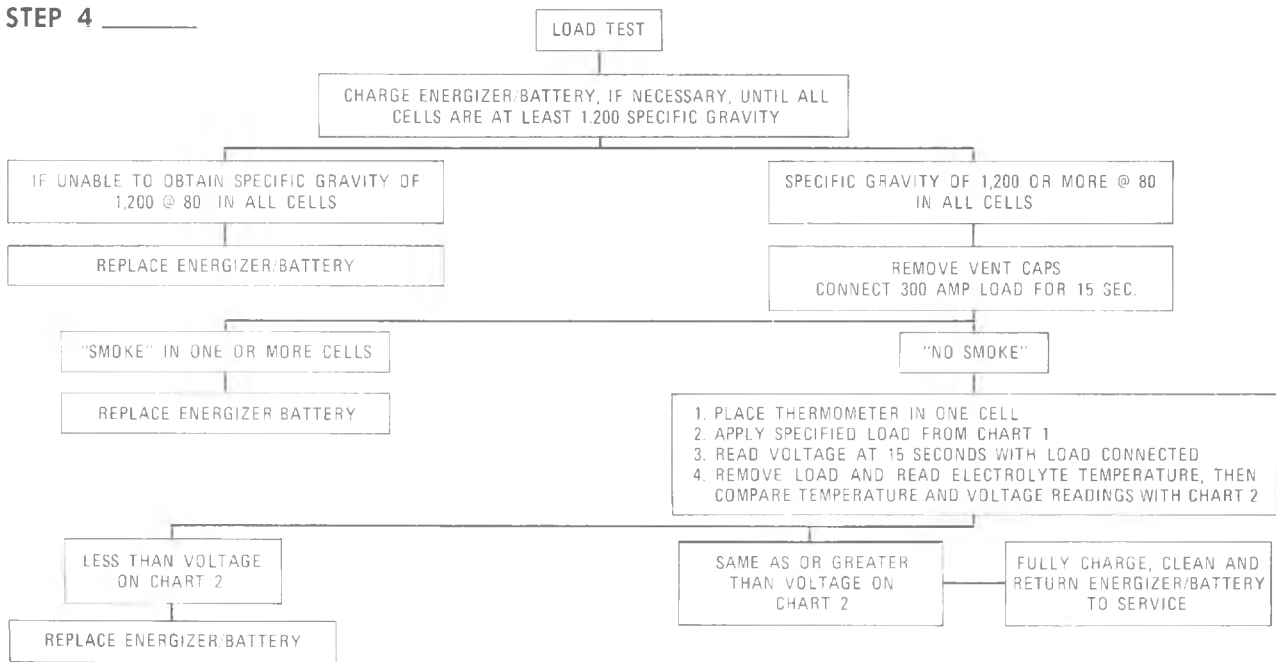 STEP 4
LOAD TEST
CHARGE ENERGIZER/BATTERY, IF NECESSARY, UNTIL ALL
CELLS ARE AT LEAST 1.200 SPECIFIC GRAVITY
IF UNABLE TO OBTAIN SPECIFIC GRAVITY OF
1,200 @ 80 IN ALL CELLS
REPLACE ENERGIZER/BATTERY
SPECIFIC GRAVITY OF 1,200 OR MORE @ 80
IN ALL CELLS
REMOVE VENT CAPS
CONNECT 300 AMP LOAD FOR 15 SEC.
"SMOKE" IN ONE OR MORE CELLS
REPLACE ENERGIZER BATTERY
"NO SMOKE"
1. PLACE THERMOMETER IN ONE CELL
2. APPLY SPECIFIED LOAD FROM CHART 1
3. READ VOLTAGE AT 15 SECONDS WITH LOAD CONNECTED
4. REMOVE LOAD AND READ ELECTROLYTE TEMPERATURE, THEN
COMPARE TEMPERATURE AND VOLTAGE READINGS WITH CHART 2
LESS THAN VOLTAGE
ON CHART 2
REPLACE ENERGIZER/BATTERY
SAME AS OR GREATER
THAN VOLTAGE ON
CHART 2
FULLY CHARGE, CLEAN AND
RETURN ENERGIZER/BATTERY
TO SERVICE